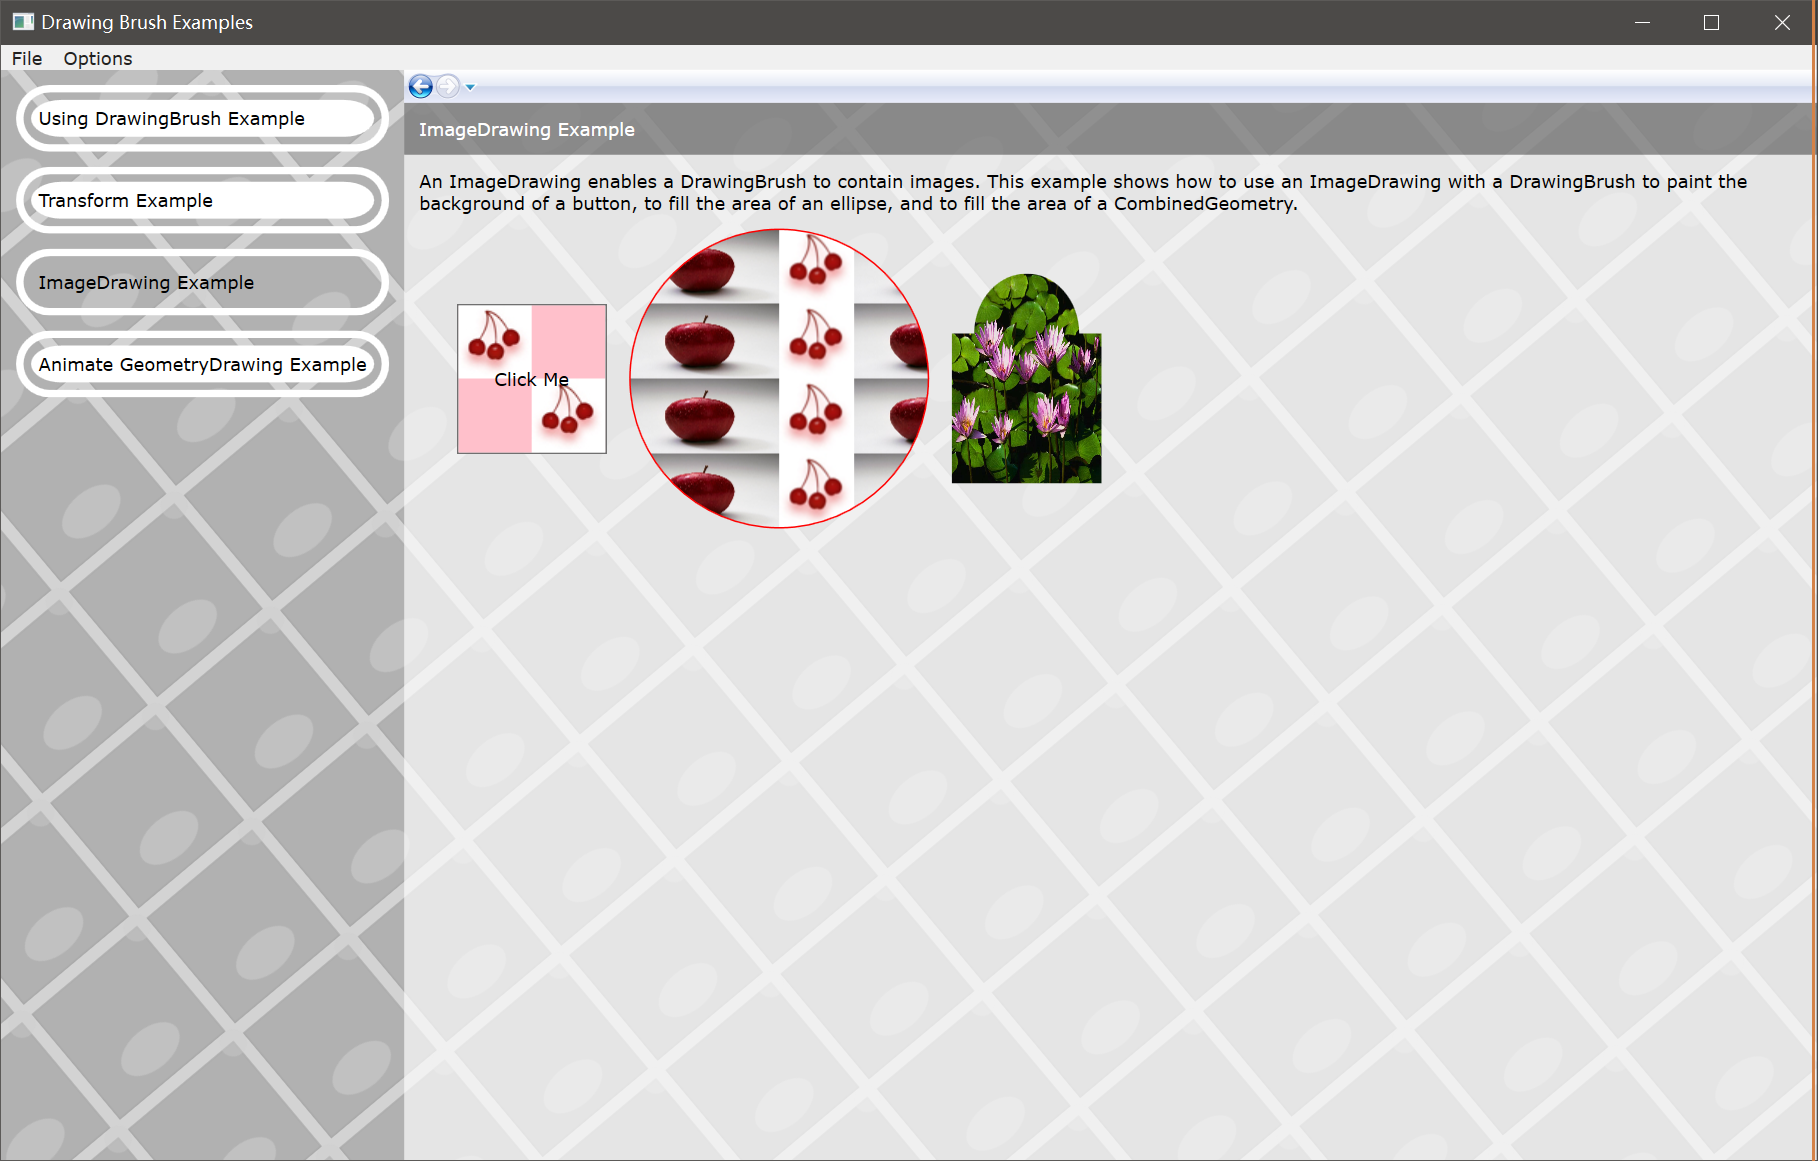 Drawing Brush Examples
File Options
Using DrawingBrush Example
Transform Example
ImageDrawing Example
Animate GeometryDrawing Example
ImageDrawing Example
An ImageDrawing enables a DrawingBrush to contain images. This example shows how to use an ImageDrawing with a DrawingBrush to paint the
background of a button, to fill the area of an ellipse, and to fill the area of a CombinedGeometry.
Click Me